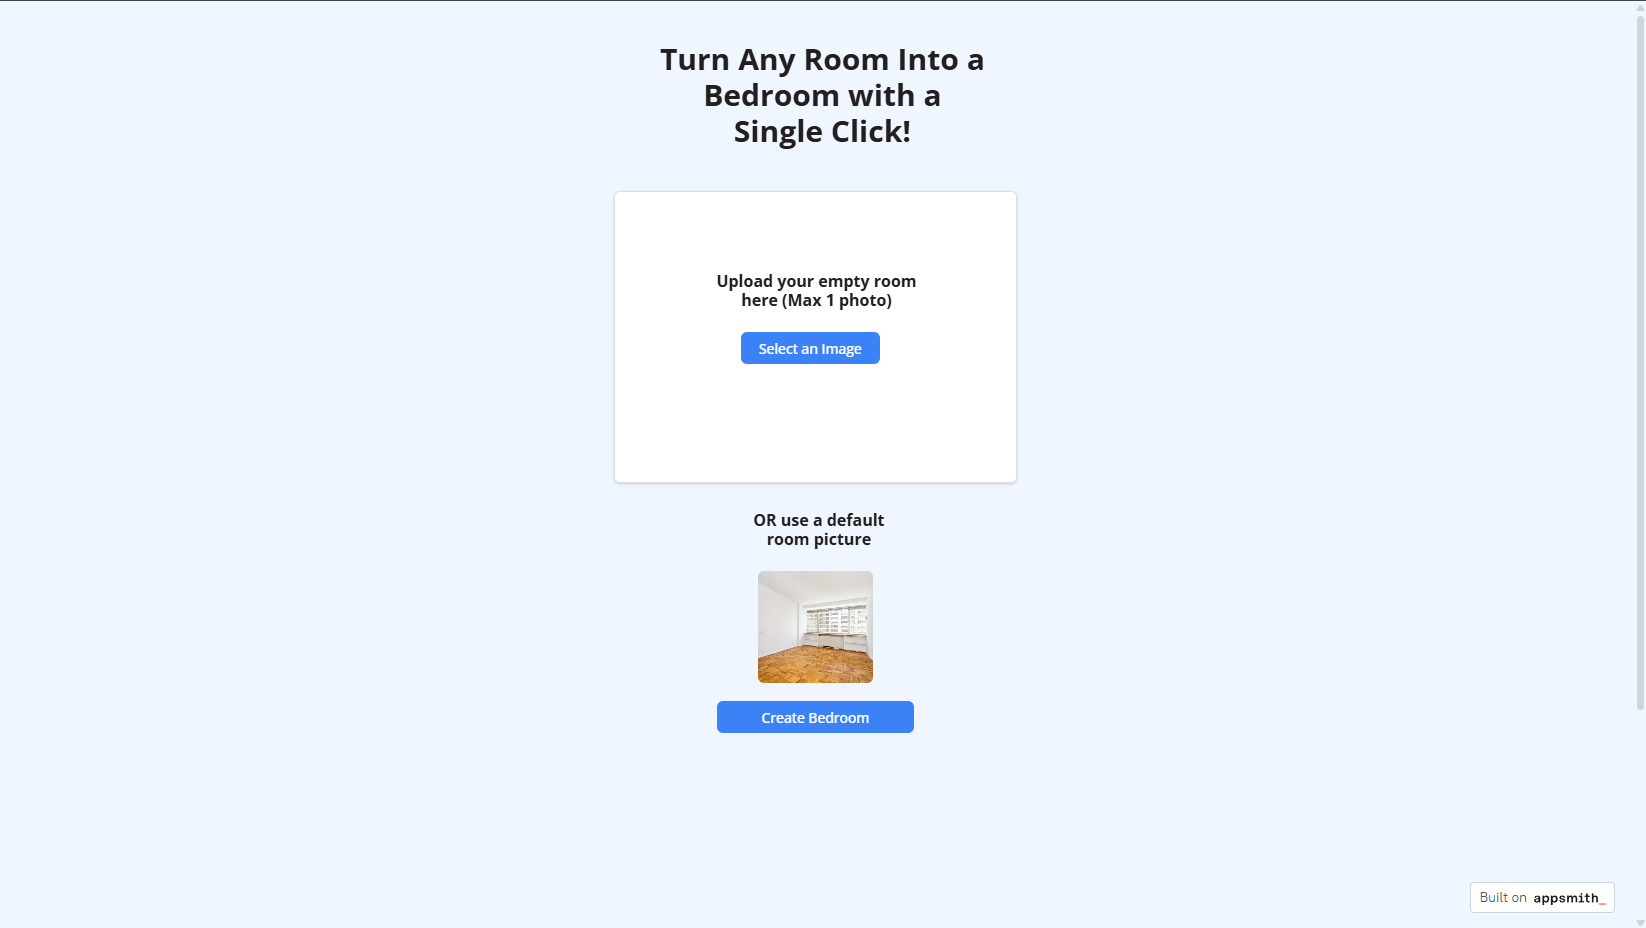 Turn Any Room Into a
Bedroom with a
Single Click!
Upload your empty room
here (Max 1 photo)
Select an Image
OR use a default
room picture
Create Bedroom
Built on appsmith_